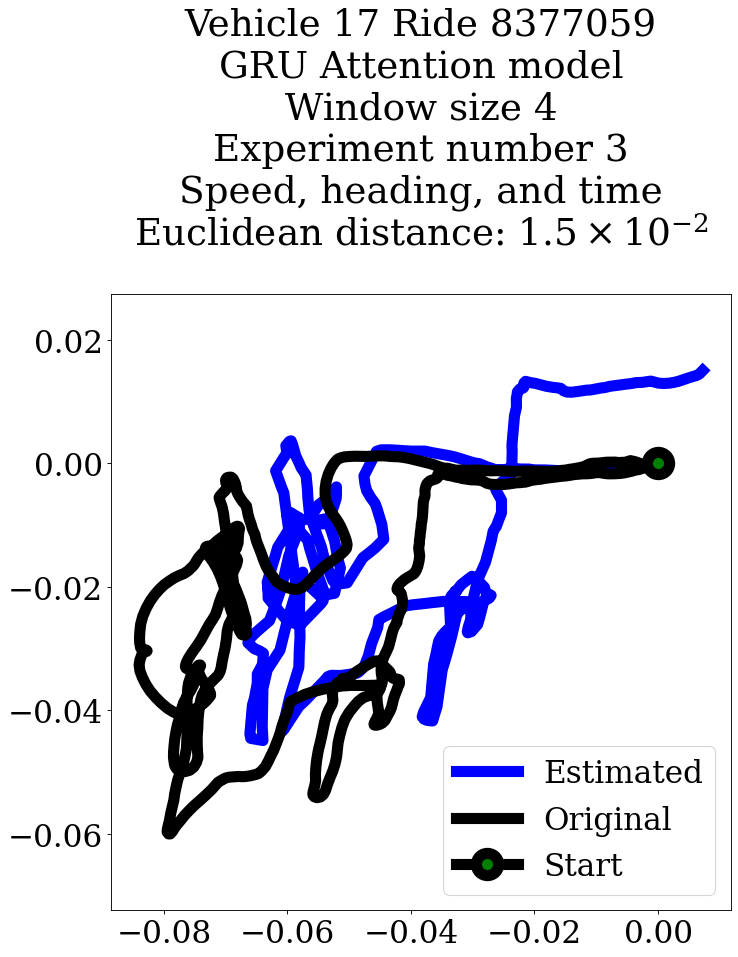 Vehicle 17 Ride 8377059
GRU Attention model
Window size 4
Experiment number 3
Speed, heading, and time
Euclidean distance: 1.5 × 10⁻²
0.02
0.00
−0.02
−0.04
−0.06
Estimated
Original
Start
−0.08 −0.06 −0.04 −0.02 0.00